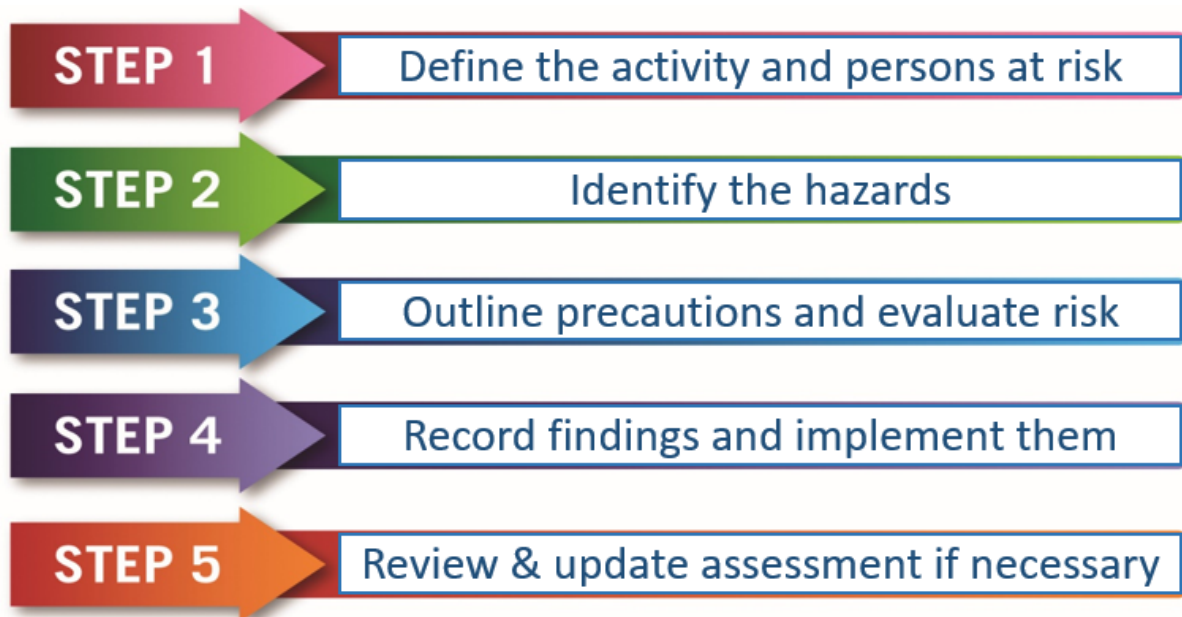 STEP 1 Define the activity and persons at risk
STEP 2 Identify the hazards
STEP 3 Outline precautions and evaluate risk
STEP 4 Record findings and implement them
STEP 5 Review & update assessment if necessary